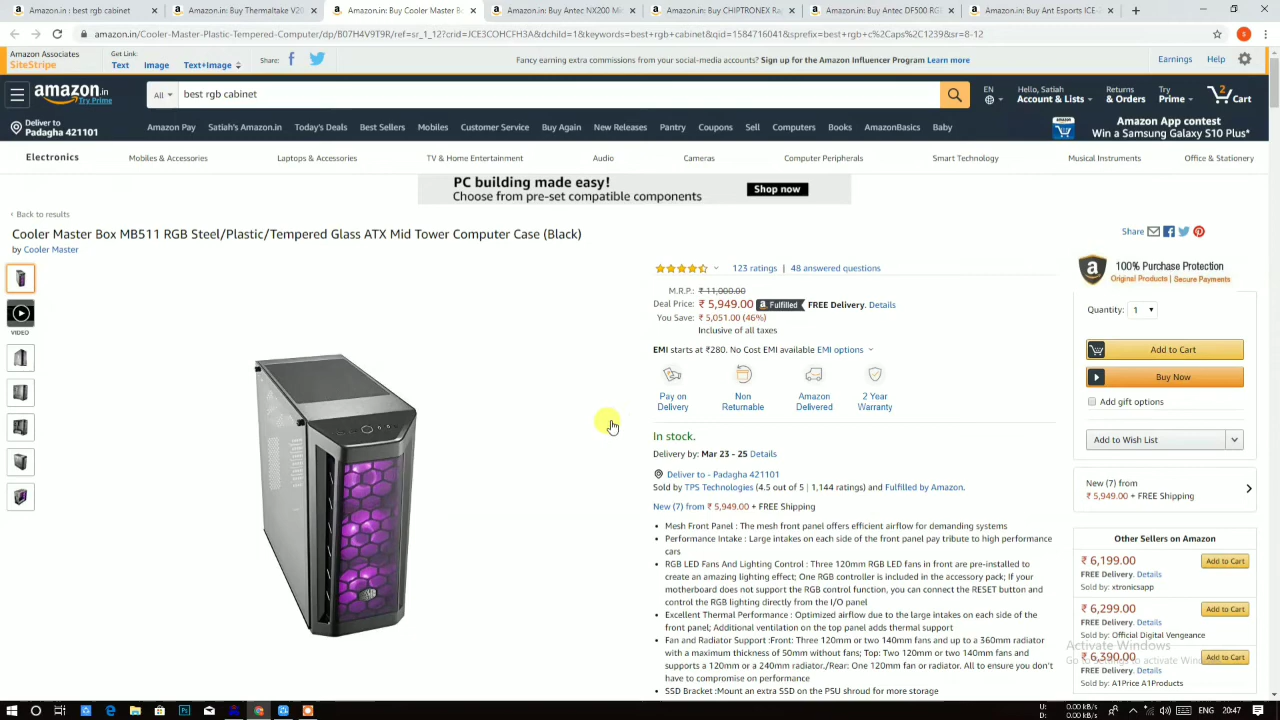 amazon.in: best rgb cabinet
amazon.in: Buy Thermaltake V20
amazon.in: Buy Cooler Master Bo
amazon.in: Buy Antec NX200 Mi
amazon.in: Buy CHIPTRONEX Ra
amazon.in: Buy Antec DF500 RGB
amazon.in: Buy Ant Esports ICE-
amazon.in/Cooler-Master-Plastic-Tempered-Computer/dp/B07H4V9T9R/ref=sr_1_12?crid=JCE3COHCFH3A&dchild=1&keywords=best+rgb+cabinet&qid=1584716041&sprefix=best+rgb+c%2Caps%2C1239&sr=8-12
S
Amazon Associates
SiteStripe
Get Link:
Text Image Text+Image
Share:
Fancy earning extra commissions from your social-media accounts? Sign up for the Amazon Influencer Program Learn more
Earnings Help
amazon.in
Try Prime
All
best rgb cabinet
EN
Hello, Satiah
Account & Lists
Returns
& Orders
Try
Prime
2
Cart
Deliver to
Padagha 421101
Amazon Pay Satiah's Amazon.in Today's Deals Best Sellers Mobiles Customer Service Buy Again New Releases Pantry Coupons Sell Computers Books AmazonBasics Baby
Amazon App contest
Win a Samsung Galaxy S10 Plus*
Electronics Mobiles & Accessories Laptops & Accessories TV & Home Entertainment Audio Cameras Computer Peripherals Smart Technology Musical Instruments Office & Stationery
PC building made easy!
Choose from pre-set compatible components
Shop now
‹ Back to results
Cooler Master Box MB511 RGB Steel/Plastic/Tempered Glass ATX Mid Tower Computer Case (Black)
by Cooler Master
Share
VIDEO
123 ratings | 48 answered questions
M.R.P.: ₹ 11,000.00
Deal Price: ₹ 5,949.00 Fulfilled FREE Delivery. Details
You Save: ₹ 5,051.00 (46%)
Inclusive of all taxes
EMI starts at ₹280. No Cost EMI available EMI options
Pay on
Delivery
Non
Returnable
Amazon
Delivered
2 Year
Warranty
In stock.
Delivery by: Mar 23 - 25 Details
Deliver to - Padagha 421101
Sold by TPS Technologies (4.5 out of 5 | 1,144 ratings) and Fulfilled by Amazon.
New (7) from ₹ 5,949.00 + FREE Shipping
• Mesh Front Panel : The mesh front panel offers efficient airflow for demanding systems
• Performance Intake : Large intakes on each side of the front panel pay tribute to high performance
cars
• RGB LED Fans And Lighting Control : Three 120mm RGB LED fans in front are pre-installed to
create an amazing lighting effect; One RGB controller is included in the accessory pack; If your
motherboard does not support the RGB control function, you can connect the RESET button and
control the RGB lighting directly from the I/O panel
• Excellent Thermal Performance : Optimized airflow due to the large intakes on each side of the
front panel; Additional ventilation on the top panel adds thermal support
• Fan and Radiator Support :Front: Three 120mm or two 140mm fans and up to a 360mm radiator
with a maximum thickness of 50mm without fans; Top: Two 120mm or two 140mm fans and
supports a 120mm or a 240mm radiator./Rear: One 120mm fan or radiator. All to ensure you don't
have to compromise on performance
• SSD Bracket :Mount an extra SSD on the PSU shroud for more storage
100% Purchase Protection
Original Products | Secure Payments
Quantity: 1
Add to Cart
Buy Now
Add gift options
Add to Wish List
New (7) from
₹ 5,949.00 + FREE Shipping
Other Sellers on Amazon
₹ 6,199.00 Add to Cart
FREE Delivery. Details
Sold by: xtronicsapp
₹ 6,299.00 Add to Cart
FREE Delivery. Details
Sold by: Official Digital Vengeance
₹ 6,390.00 Add to Cart
FREE Delivery. Details
Sold by: A1Price A1Products
Activate Windows
Go to Settings to activate Win
U: 0.00 kB/s
D: 0.00 kB/s
ENG 20:47